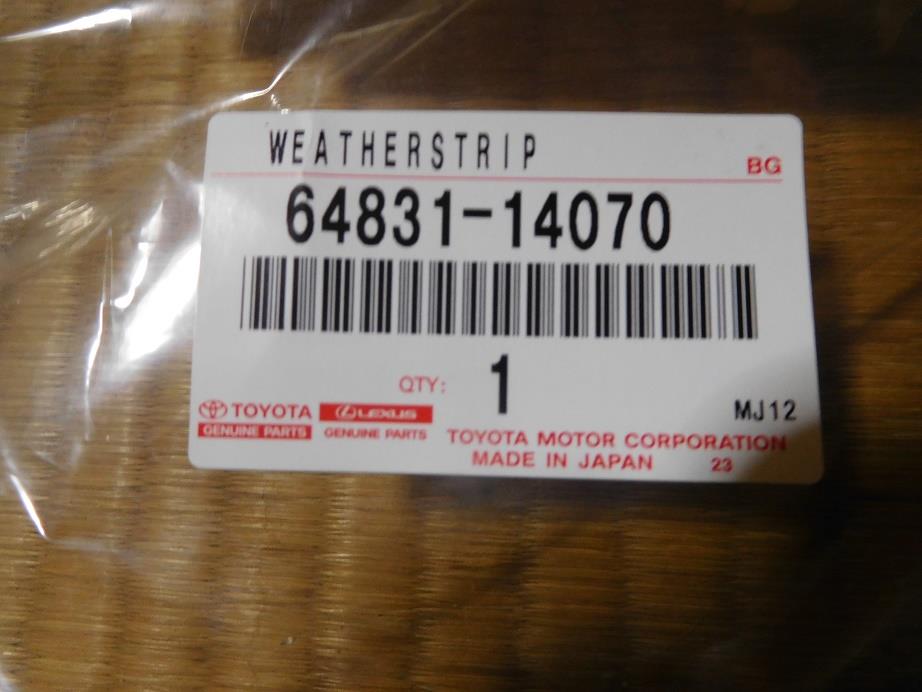 WEATHERSTRIP
BG
64831-14070
QTY: 1
MJ12
TOYOTA
GENUINE PARTS
LEXUS
GENUINE PARTS
TOYOTA MOTOR CORPORATION
MADE IN JAPAN 23